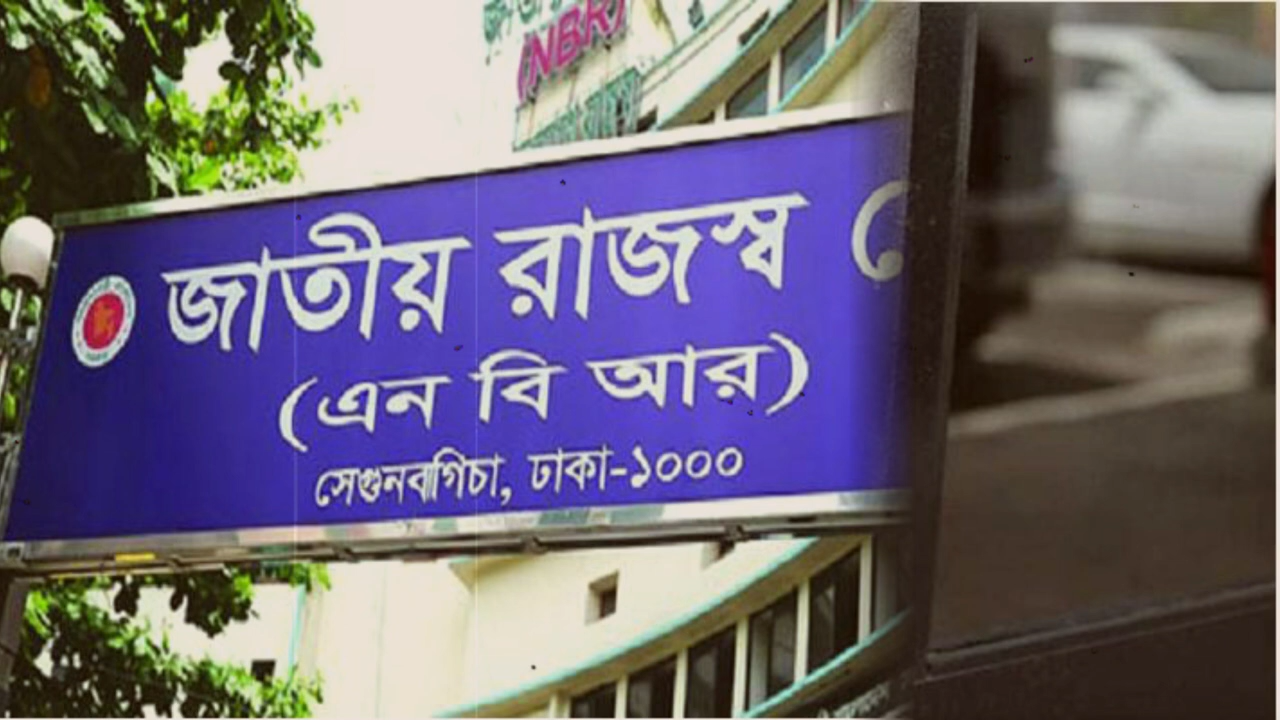 (NBR)
জাতীয় রাজস্ব
(এন বি আর)
সেগুনবাগিচা, ঢাকা-১০০০